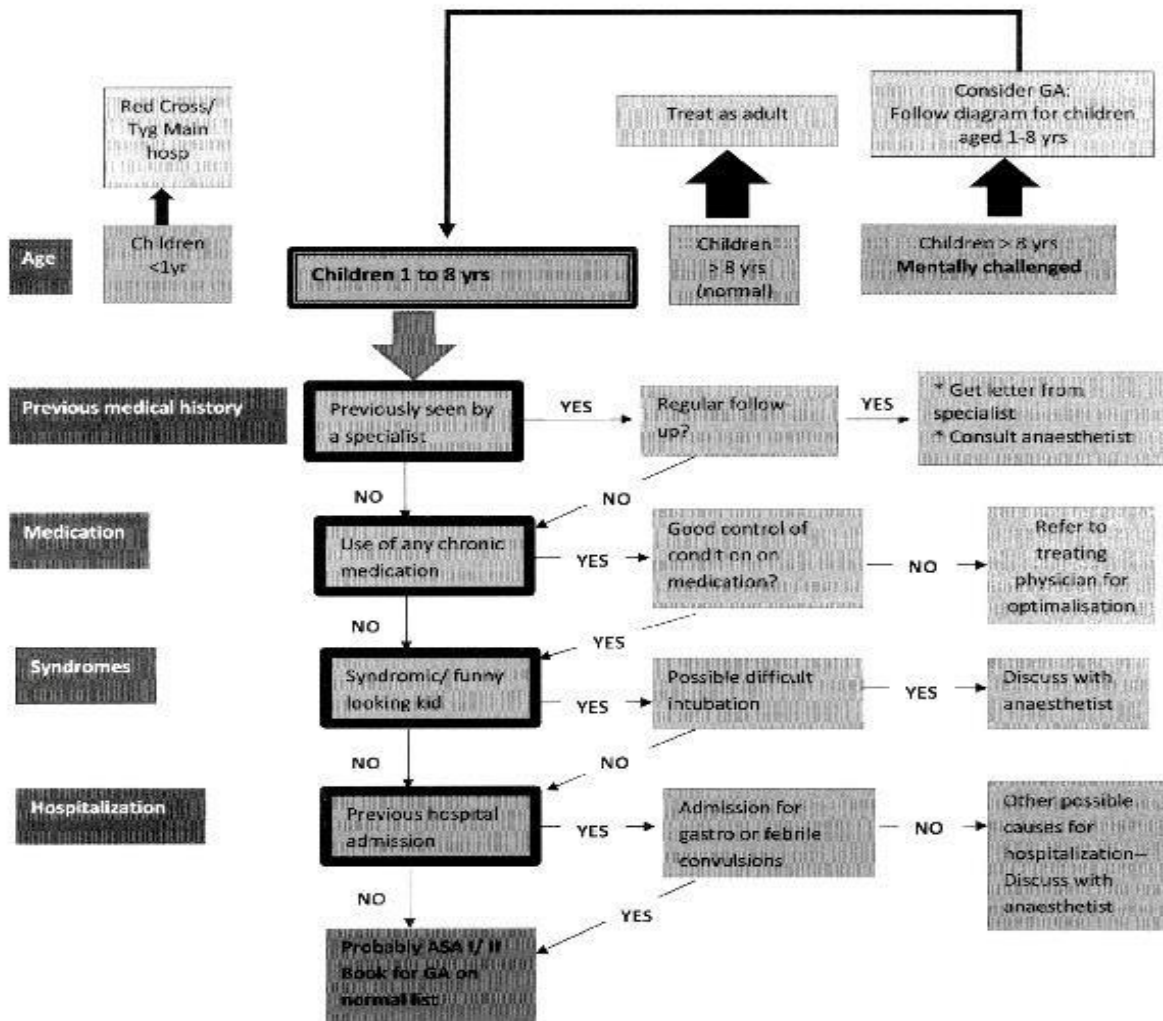 Red Cross/
Tyg Main
hosp
Treat as adult
Consider GA:
Follow diagram for children
aged 1-8 yrs
Age
Children
<1yr
Children 1 to 8 yrs
Children
> 8 yrs
(normal)
Children > 8 yrs
Mentally challenged
Previous medical history
Previously seen by
a specialist
YES
Regular follow-
up?
YES
* Get letter from
specialist
* Consult anaesthetist
NO
NO
Medication
Use of any chronic
medication
YES
Good control of
condition on
medication?
NO
Refer to
treating
physician for
optimalisation
NO
YES
Syndromes
Syndromic/ funny
looking kid
YES
Possible difficult
intubation
YES
Discuss with
anaesthetist
NO
NO
Hospitalization
Previous hospital
admission
YES
Admission for
gastro or febrile
convulsions
NO
Other possible
causes for
hospitalization--
Discuss with
anaesthetist
NO
YES
Probably ASA I/ II
Book for GA on
normal list